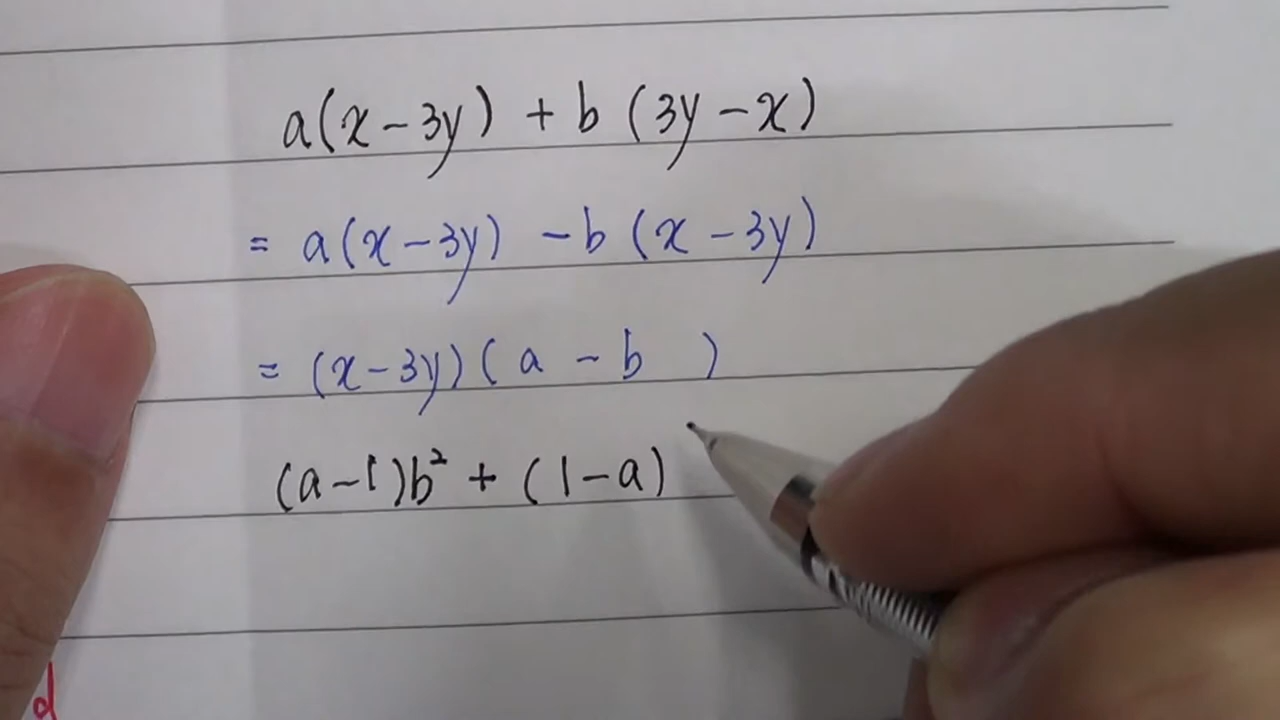 a(x-3y) + b (3y-x)
= a(x-3y) -b (x-3y)
= (x-3y)( a - b )
(a-1)b² + (1-a)
d